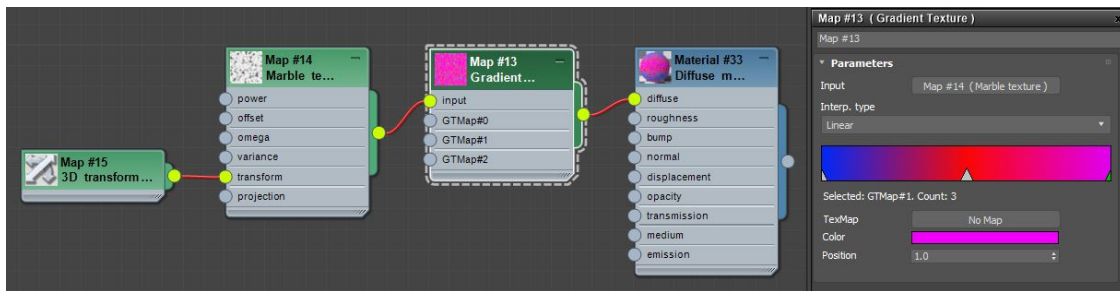 Map #15
3D transform...
Map #14
Marble te...
power
offset
omega
variance
transform
projection
Map #13
Gradient...
input
GTMap#0
GTMap#1
GTMap#2
Material #33
Diffuse m...
diffuse
roughness
bump
normal
displacement
opacity
transmission
medium
emission
Map #13 ( Gradient Texture ) x
Map #13
Parameters
Input Map #14 ( Marble texture )
Interp. type
Linear
Selected: GTMap#1. Count: 3
TexMap No Map
Color
Position 1.0